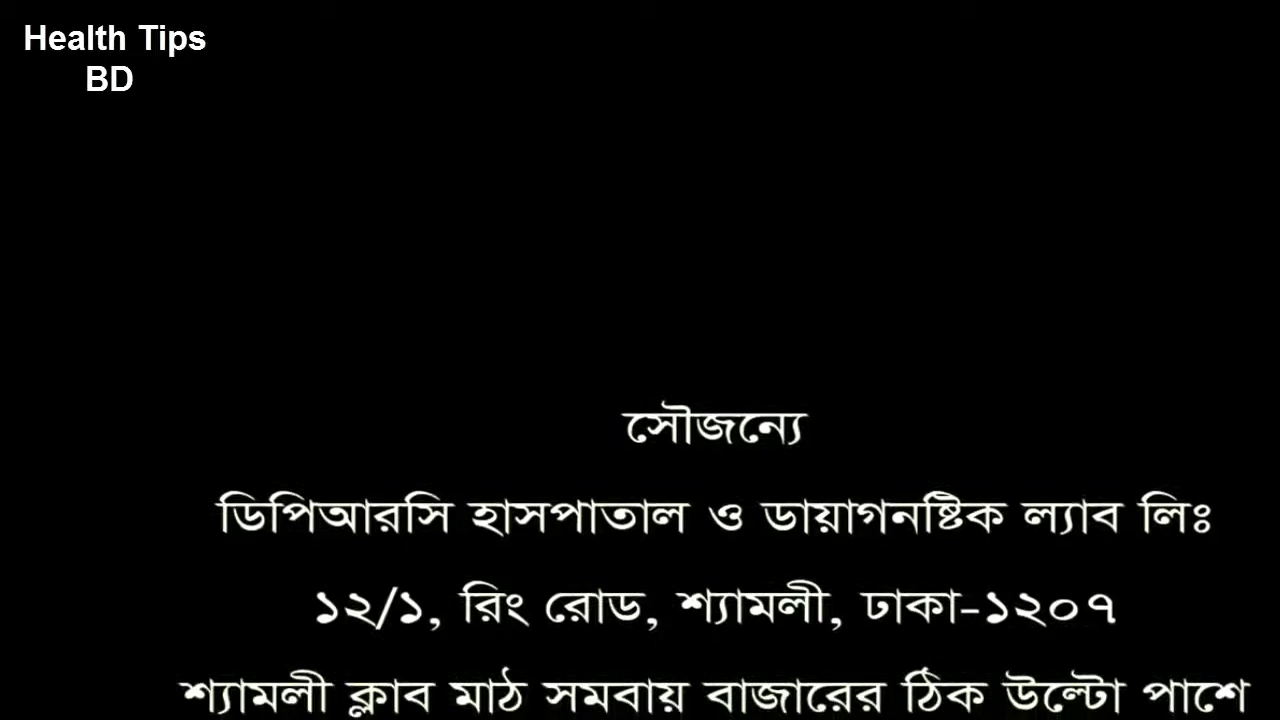 Health Tips
BD
সৌজন্যে
ডিপিআরসি হাসপাতাল ও ডায়াগনষ্টিক ল্যাব লিঃ
১২/১, রিং রোড, শ্যামলী, ঢাকা-১২০৭
শ্যামলী ক্লাব মাঠ সমবায় বাজারের ঠিক উল্টো পাশে